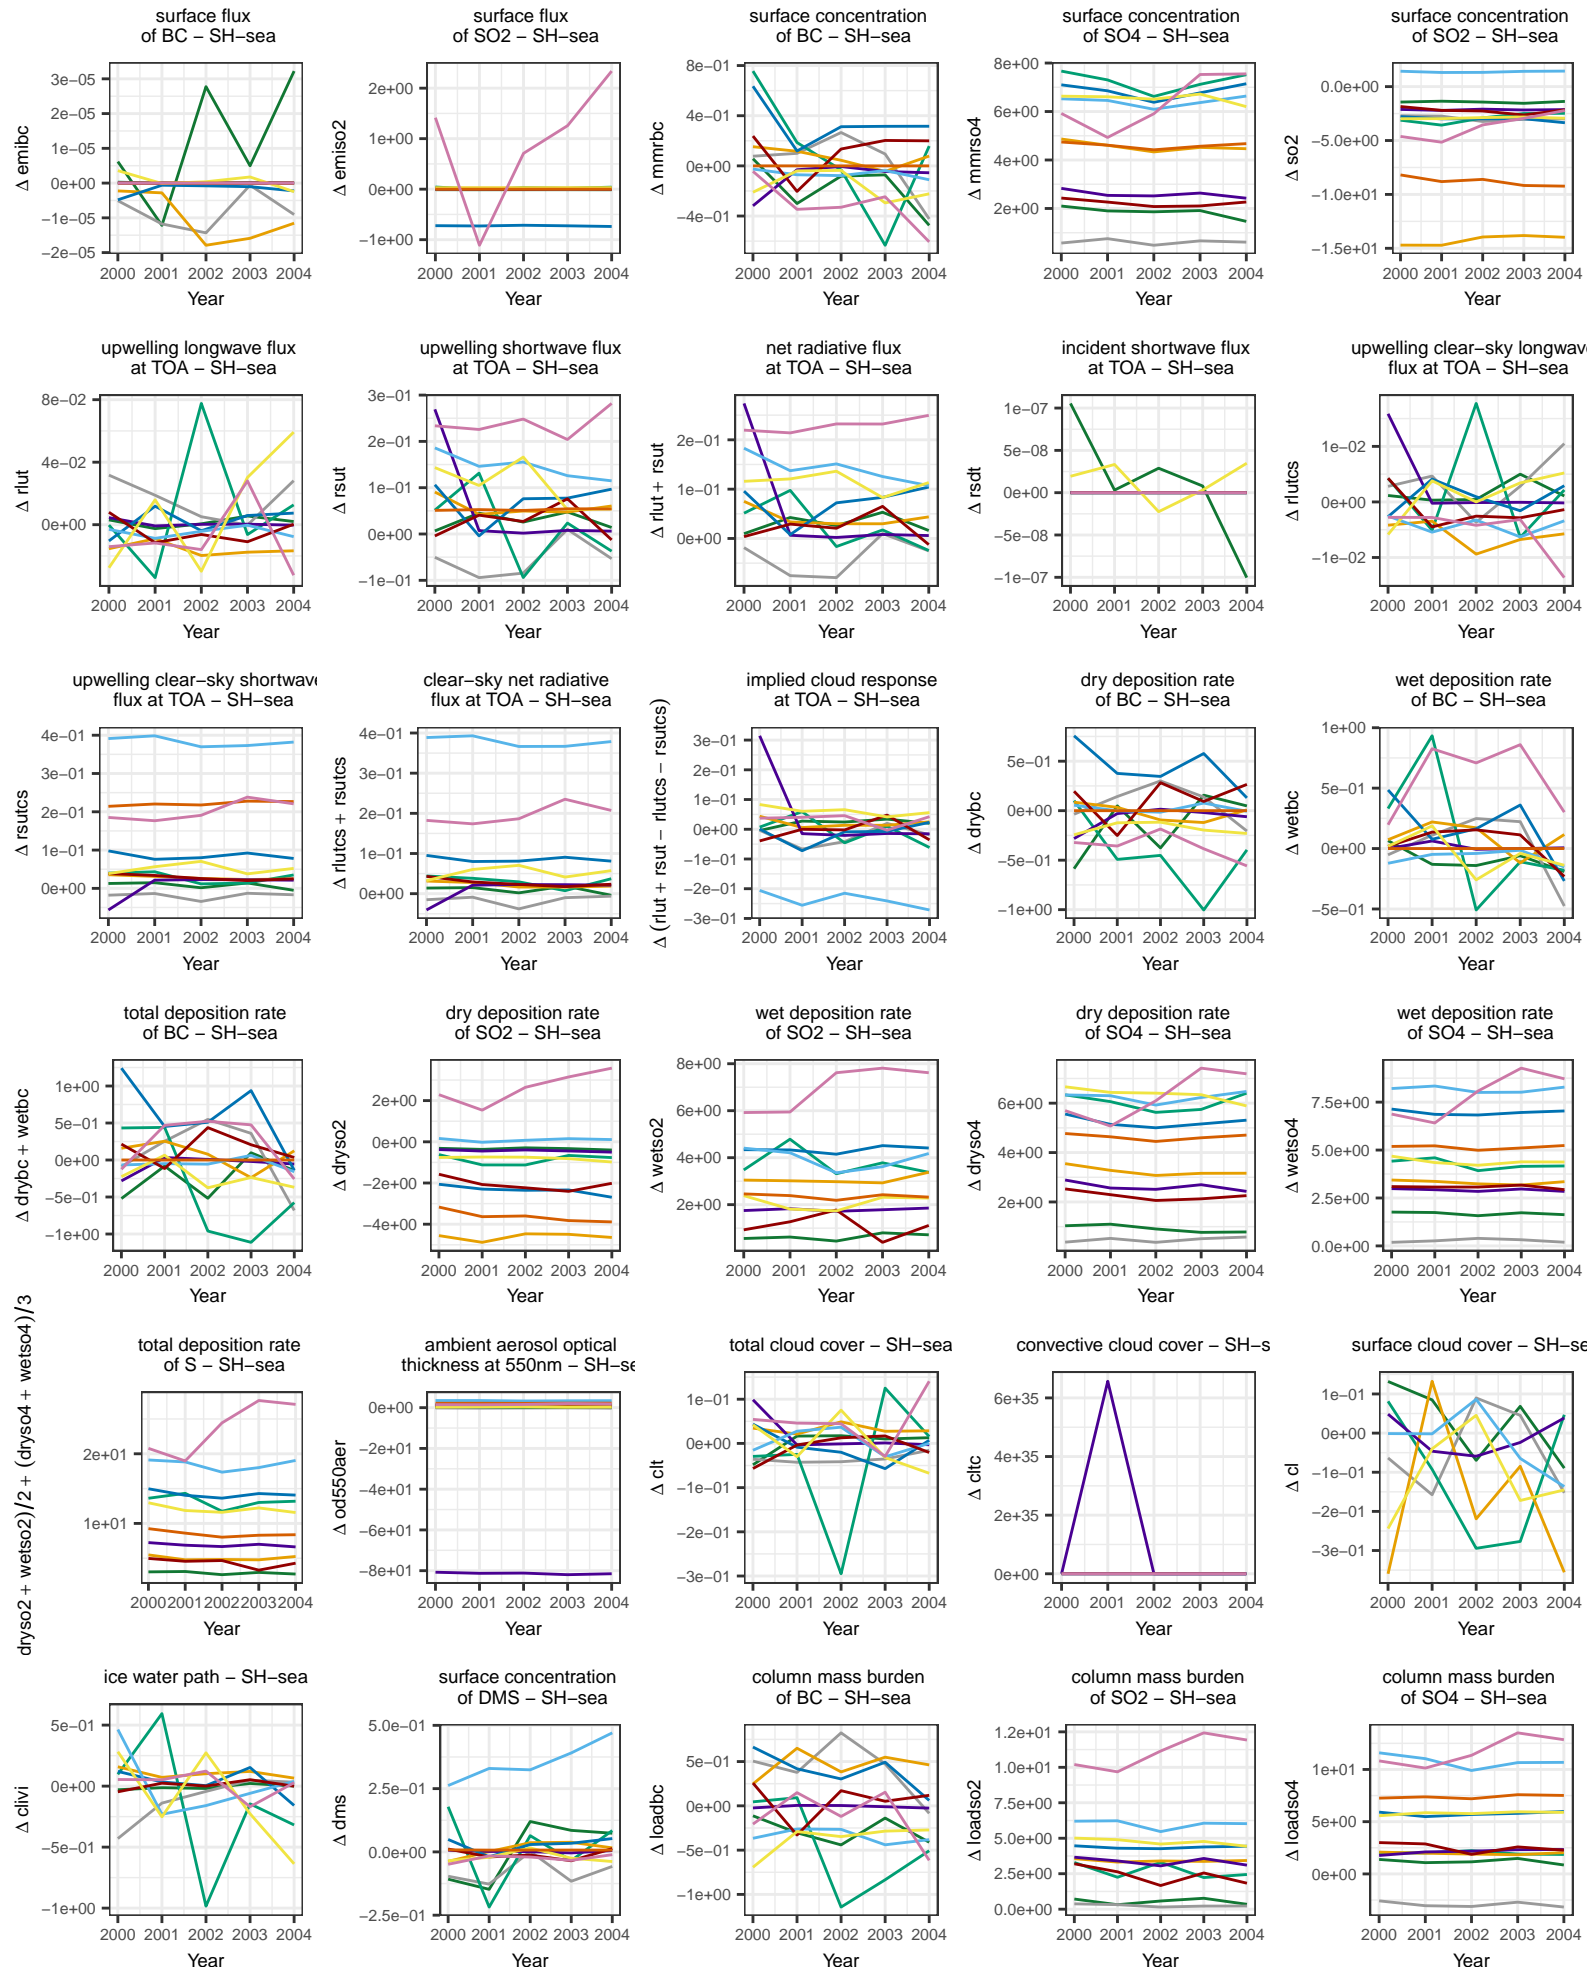 surface flux
of BC − SH−sea
surface flux
of SO2 − SH−sea
surface concentration
of BC − SH−sea
surface concentration
of SO4 − SH−sea
surface concentration
of SO2 − SH−sea
Δ emibc
3e−05
2e−05
1e−05
0e+00
−1e−05
−2e−05
2000 2001 2002 2003 2004
Year
Δ emiso2
2e+00
1e+00
0e+00
−1e+00
2000 2001 2002 2003 2004
Year
Δ mmrbc
8e−01
4e−01
0e+00
−4e−01
2000 2001 2002 2003 2004
Year
Δ mmrso4
8e+00
6e+00
4e+00
2e+00
2000 2001 2002 2003 2004
Year
Δ so2
0.0e+00
−5.0e+00
−1.0e+01
−1.5e+01
2000 2001 2002 2003 2004
Year
upwelling longwave flux
at TOA − SH−sea
upwelling shortwave flux
at TOA − SH−sea
net radiative flux
at TOA − SH−sea
incident shortwave flux
at TOA − SH−sea
upwelling clear−sky longwave
flux at TOA − SH−sea
Δ rlut
8e−02
4e−02
0e+00
2000 2001 2002 2003 2004
Year
Δ rsut
3e−01
2e−01
1e−01
0e+00
−1e−01
2000 2001 2002 2003 2004
Year
Δ rlut + rsut
2e−01
1e−01
0e+00
2000 2001 2002 2003 2004
Year
Δ rsdt
1e−07
5e−08
0e+00
−5e−08
−1e−07
2000 2001 2002 2003 2004
Year
Δ rlutcs
1e−02
0e+00
−1e−02
2000 2001 2002 2003 2004
Year
upwelling clear−sky shortwave
flux at TOA − SH−sea
clear−sky net radiative
flux at TOA − SH−sea
implied cloud response
at TOA − SH−sea
dry deposition rate
of BC − SH−sea
wet deposition rate
of BC − SH−sea
Δ rsutcs
4e−01
3e−01
2e−01
1e−01
0e+00
2000 2001 2002 2003 2004
Year
Δ rlutcs + rsutcs
4e−01
3e−01
2e−01
1e−01
0e+00
2000 2001 2002 2003 2004
Year
Δ (rlut + rsut − rlutcs − rsutcs)
3e−01
2e−01
1e−01
0e+00
−1e−01
−2e−01
−3e−01
2000 2001 2002 2003 2004
Year
Δ drybc
5e−01
0e+00
−5e−01
−1e+00
2000 2001 2002 2003 2004
Year
Δ wetbc
1e+00
5e−01
0e+00
−5e−01
2000 2001 2002 2003 2004
Year
total deposition rate
of BC − SH−sea
dry deposition rate
of SO2 − SH−sea
wet deposition rate
of SO2 − SH−sea
dry deposition rate
of SO4 − SH−sea
wet deposition rate
of SO4 − SH−sea
Δ drybc + wetbc
1e+00
5e−01
0e+00
−5e−01
−1e+00
2000 2001 2002 2003 2004
Year
Δ dryso2
2e+00
0e+00
−2e+00
−4e+00
2000 2001 2002 2003 2004
Year
Δ wetso2
8e+00
6e+00
4e+00
2e+00
2000 2001 2002 2003 2004
Year
Δ dryso4
6e+00
4e+00
2e+00
2000 2001 2002 2003 2004
Year
Δ wetso4
7.5e+00
5.0e+00
2.5e+00
0.0e+00
2000 2001 2002 2003 2004
Year
total deposition rate
of S − SH−sea
ambient aerosol optical
thickness at 550nm − SH−se
total cloud cover − SH−sea
convective cloud cover − SH−s
surface cloud cover − SH−se
dryso2 + wetso2)/2 + (dryso4 + wetso4)/3
2e+01
1e+01
2000 2001 2002 2003 2004
Year
Δ od550aer
0e+00
−2e+01
−4e+01
−6e+01
−8e+01
2000 2001 2002 2003 2004
Year
Δ clt
1e−01
0e+00
−1e−01
−2e−01
−3e−01
2000 2001 2002 2003 2004
Year
Δ cltc
6e+35
4e+35
2e+35
0e+00
2000 2001 2002 2003 2004
Year
Δ cl
1e−01
0e+00
−1e−01
−2e−01
−3e−01
2000 2001 2002 2003 2004
Year
ice water path − SH−sea
surface concentration
of DMS − SH−sea
column mass burden
of BC − SH−sea
column mass burden
of SO2 − SH−sea
column mass burden
of SO4 − SH−sea
Δ clivi
5e−01
0e+00
−5e−01
−1e+00
2000 2001 2002 2003 2004
Year
Δ dms
5.0e−01
2.5e−01
0.0e+00
−2.5e−01
2000 2001 2002 2003 2004
Year
Δ loadbc
5e−01
0e+00
−5e−01
−1e+00
2000 2001 2002 2003 2004
Year
Δ loadso2
1.2e+01
1.0e+01
7.5e+00
5.0e+00
2.5e+00
0.0e+00
2000 2001 2002 2003 2004
Year
Δ loadso4
1e+01
5e+00
0e+00
2000 2001 2002 2003 2004
Year